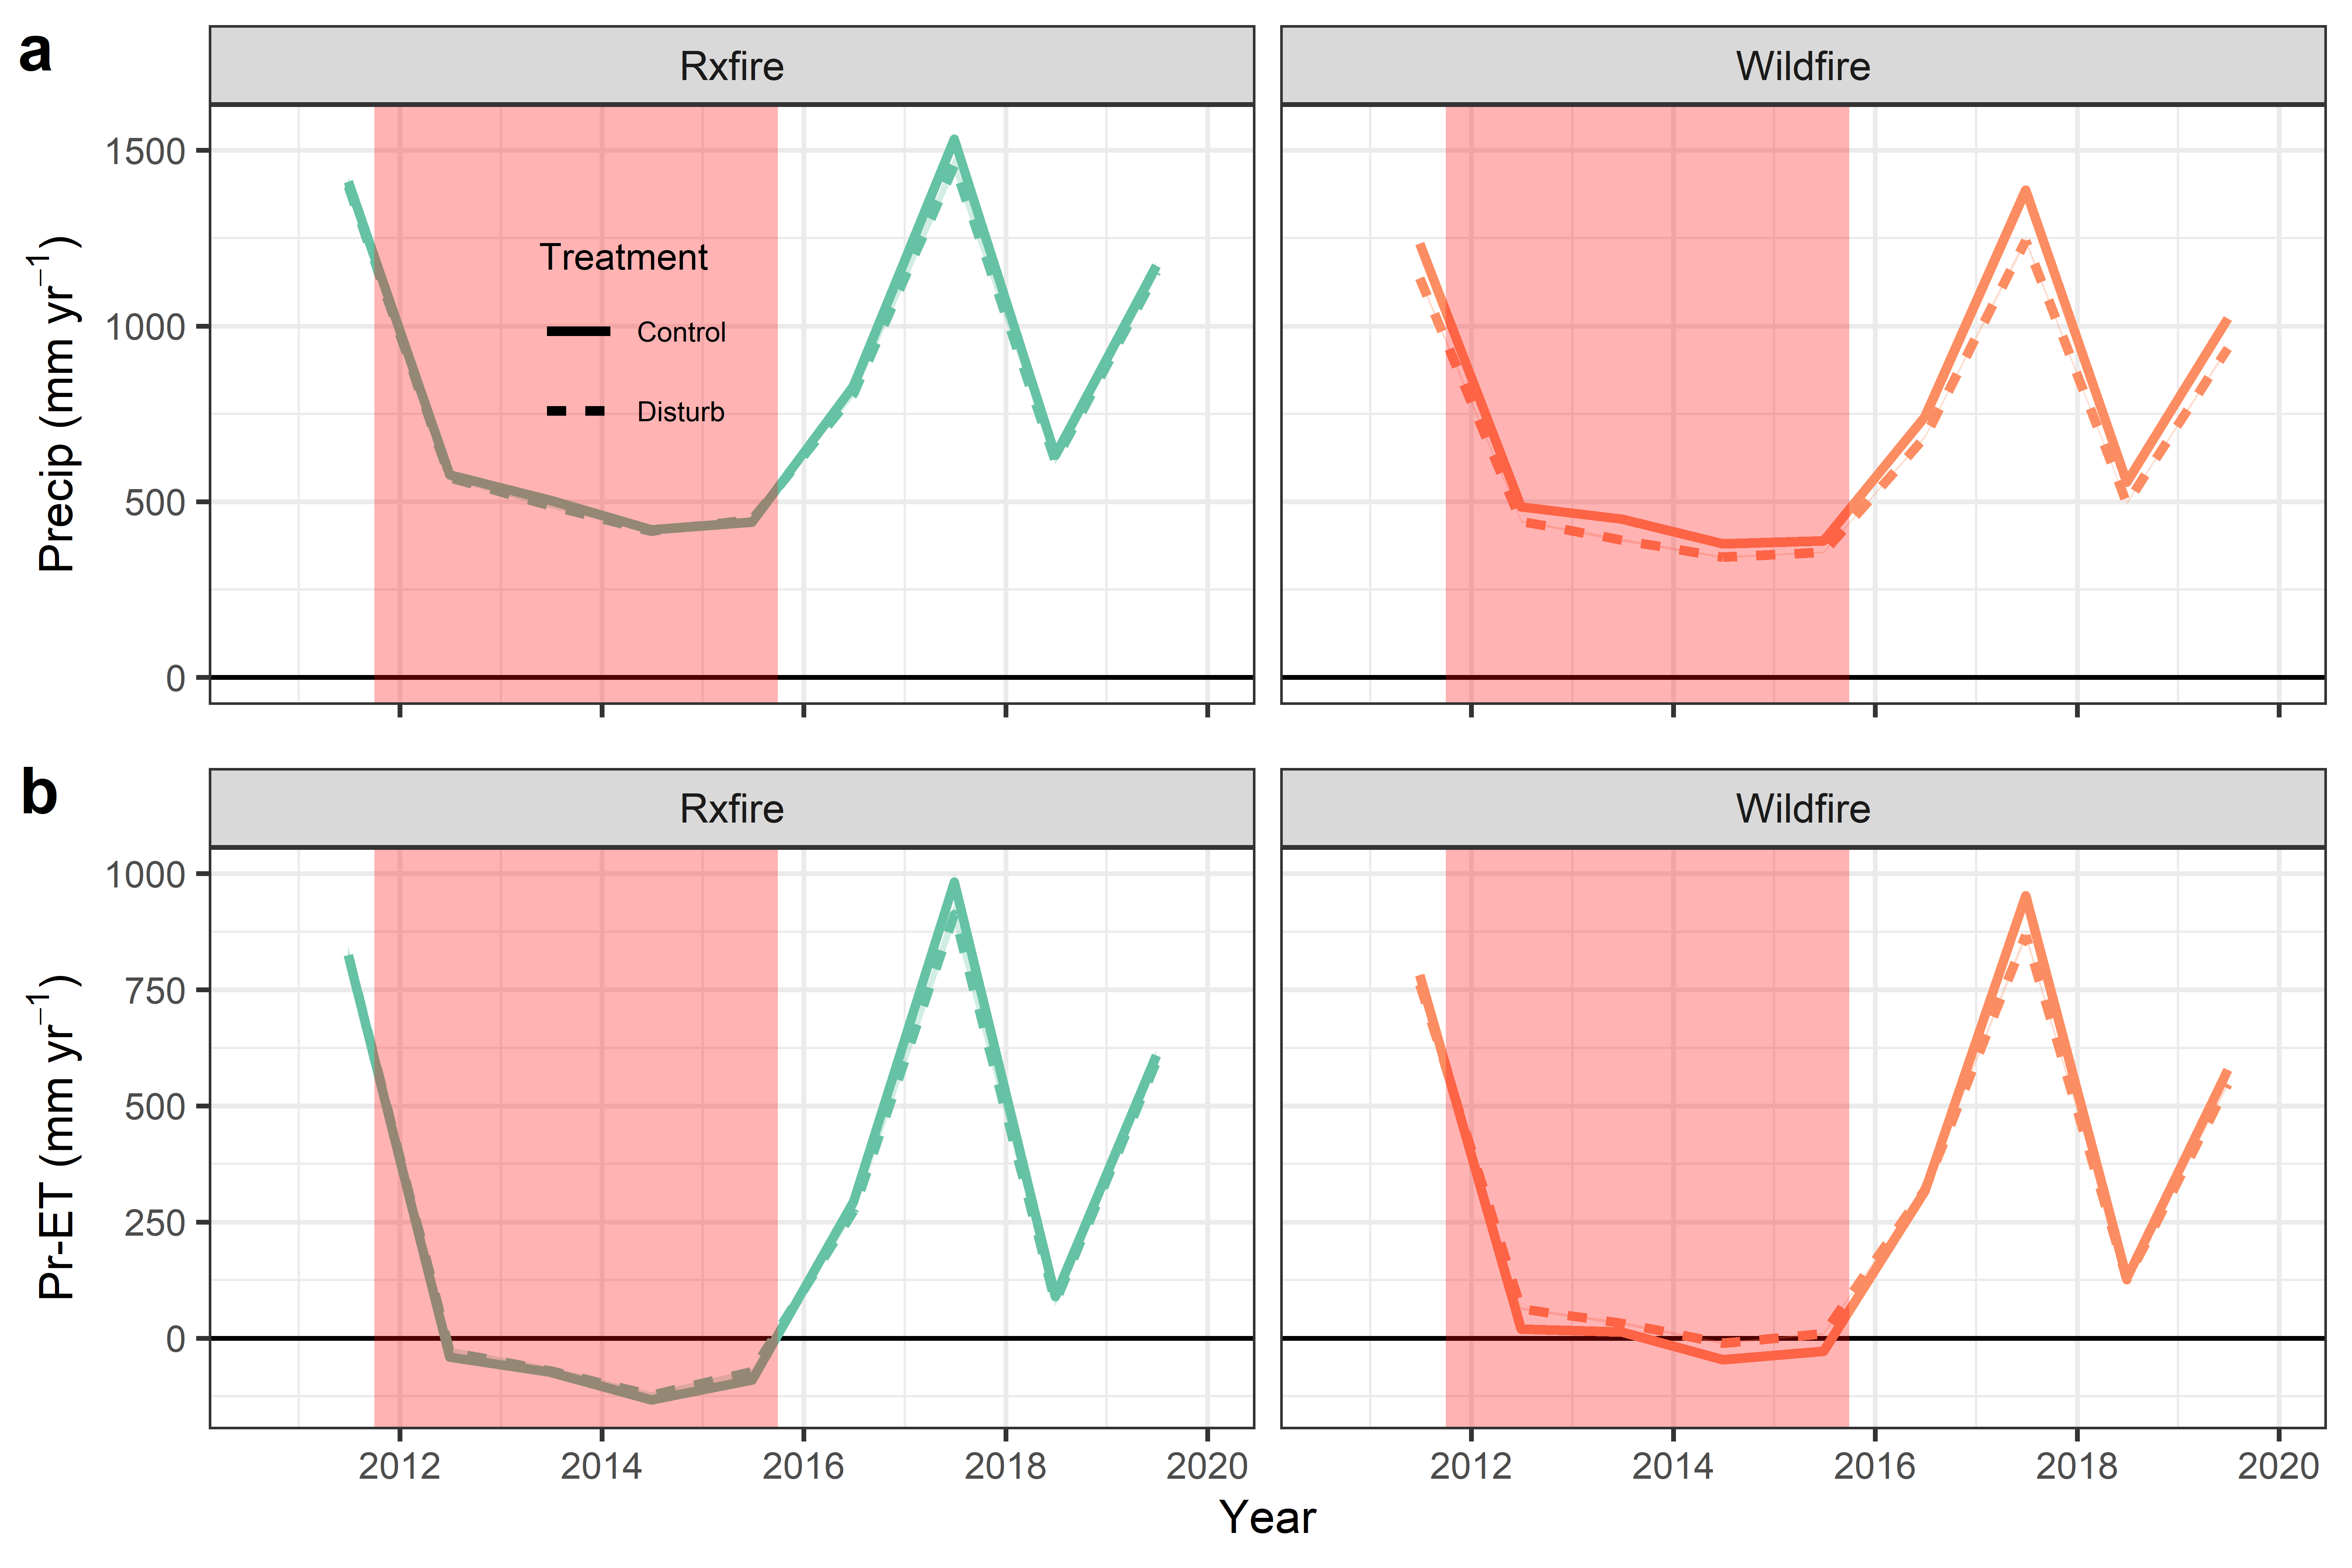 a
Rxfire
Wildfire
Precip (mm yr⁻¹)
1500
1000
500
0
Treatment
Control
Disturb
b
Rxfire
Wildfire
Pr-ET (mm yr⁻¹)
1000
750
500
250
0
2012 2014 2016 2018 2020
2012 2014 2016 2018 2020
Year